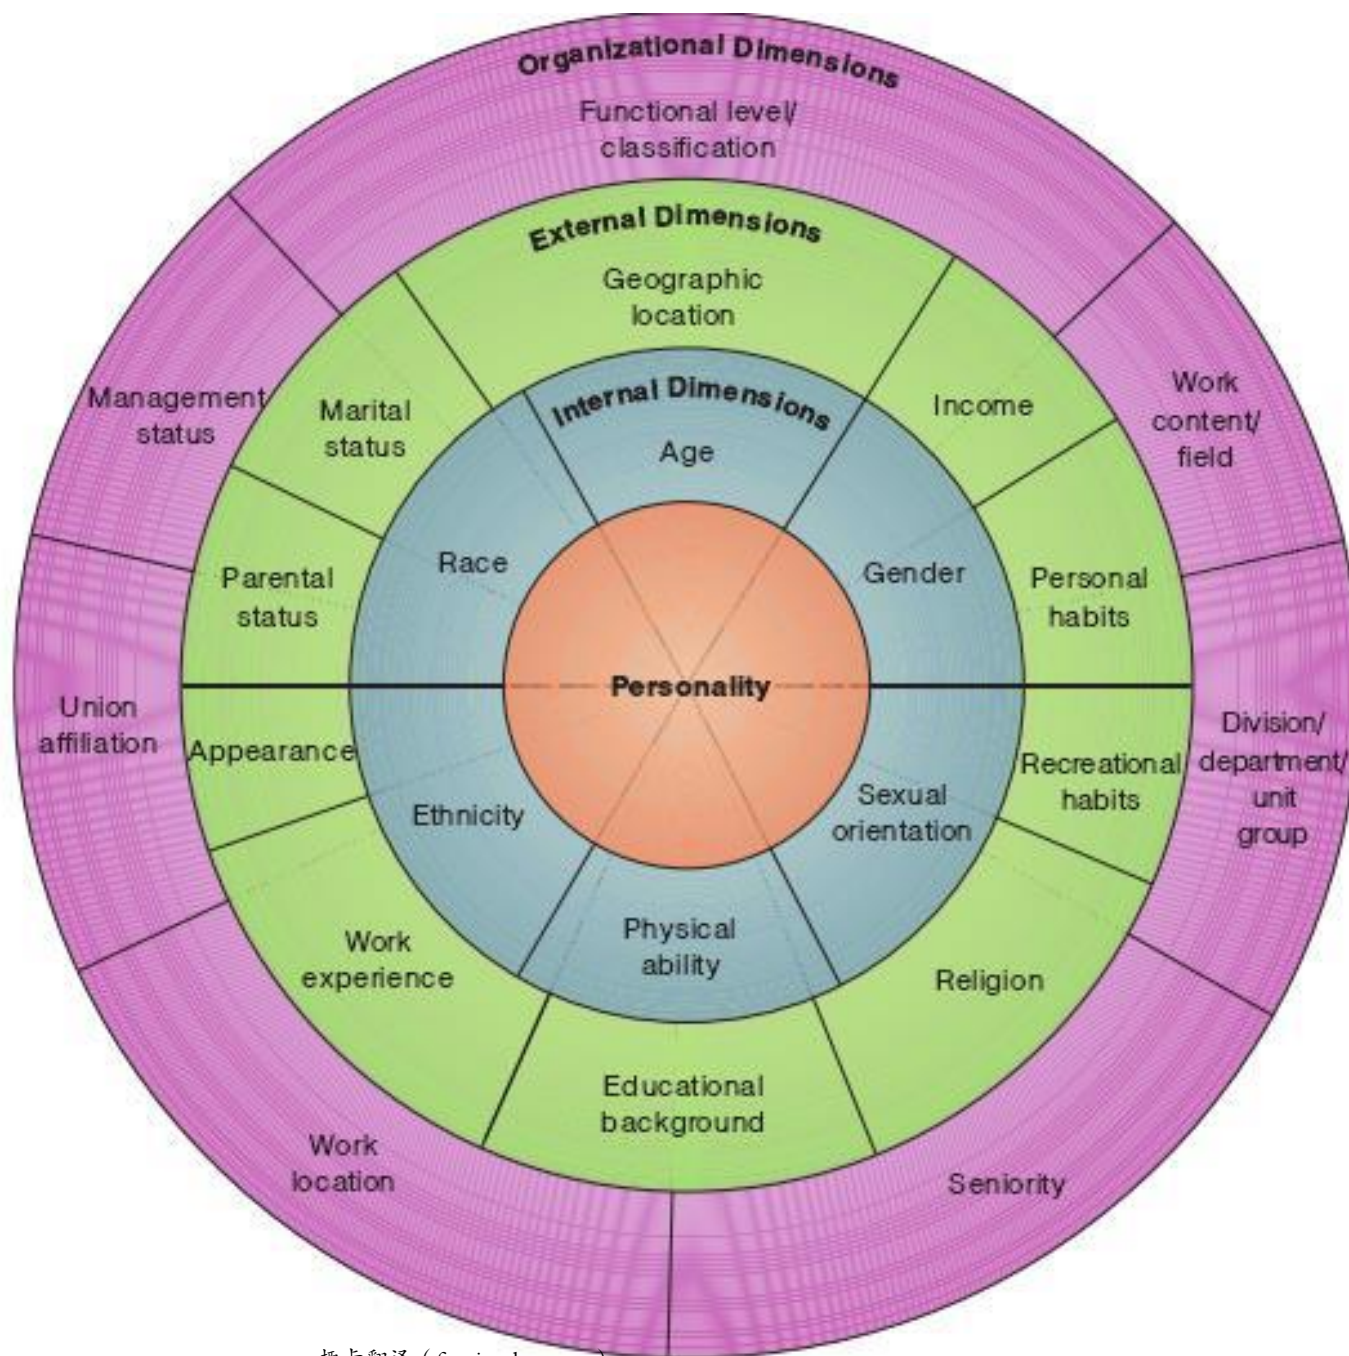 Organizational Dimensions
Functional level/
classification
External Dimensions
Geographic
location
Internal Dimensions
Age
Management
status
Marital
status
Income
Work
content/
field
Race
Gender
Parental
status
Personal
habits
Personality
Union
affiliation
Appearance
Ethnicity
Sexual
orientation
Recreational
habits
Division/
department/
unit
group
Work
experience
Physical
ability
Religion
Educational
background
Work
location
Seniority